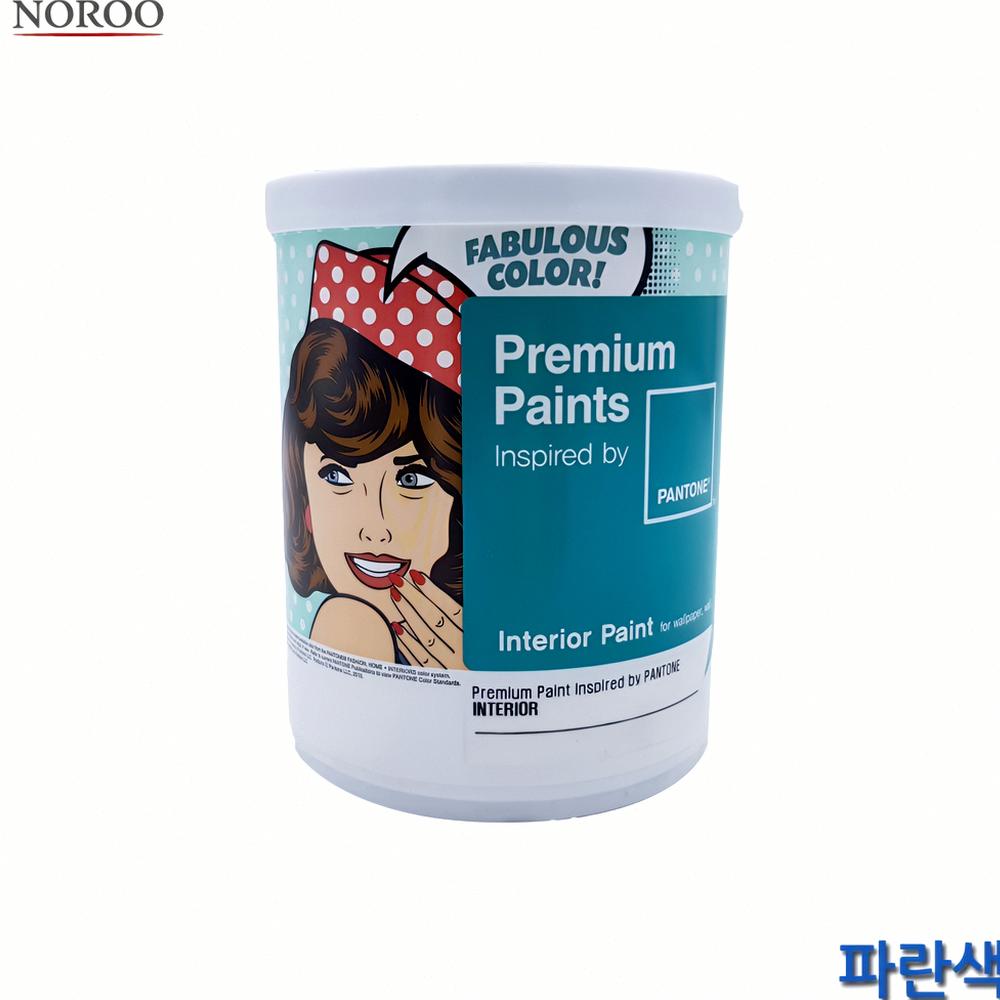 NOROO
FABULOUS
COLOR!
Premium
Paints
Inspired by
PANTONE
Interior Paint for wallpaper,
Premium Paint Inspired by PANTONE
INTERIOR
파란색